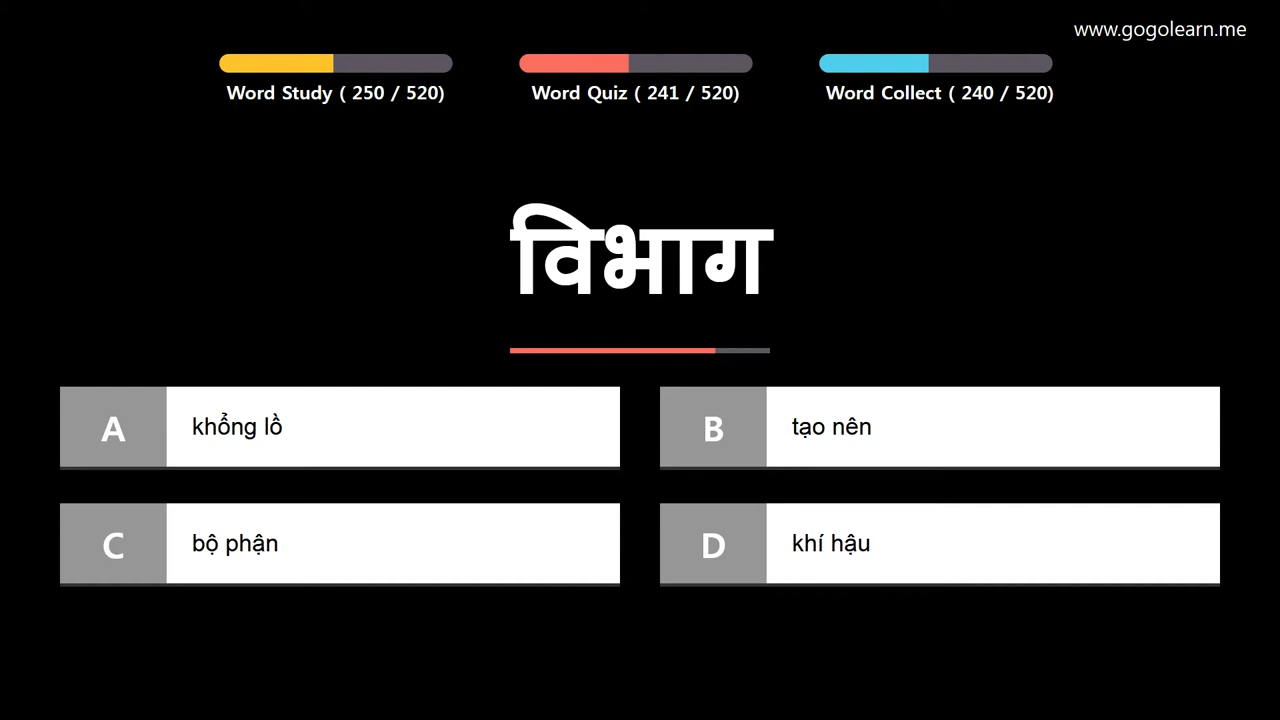 www.gogolearn.me
Word Study ( 250 / 520)
Word Quiz ( 241 / 520)
Word Collect ( 240 / 520)
विभाग
A khổng lồ
B tạo nên
C bộ phận
D khí hậu